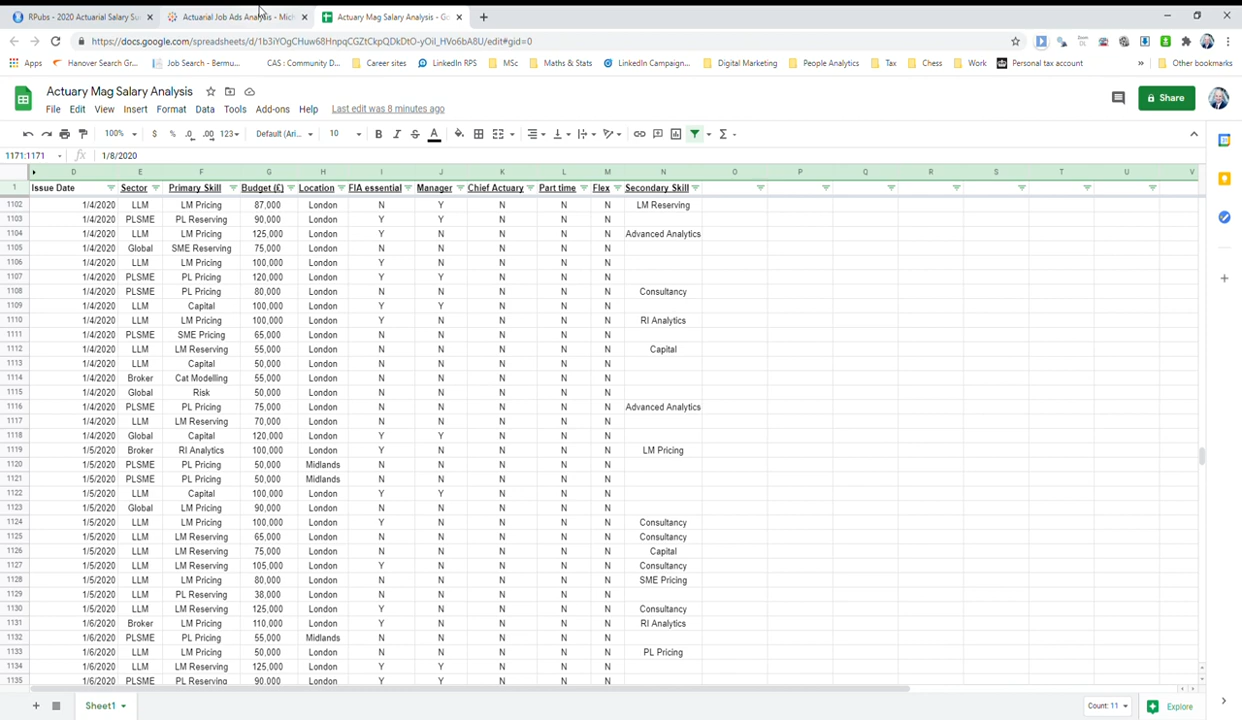 RPubs - 2020 Actuarial Salary Su
Actuarial Job Ads Analysis - Mich
Actuary Mag Salary Analysis - Go
https://docs.google.com/spreadsheets/d/
Apps Hanover Search Gr... Job Search - Bermu... CAS : Community D... Career sites LinkedIn RPS MSc Maths & Stats LinkedIn Campaign... Digital Marketing People Analytics Tax Chess Work Personal tax account » Other bookmarks
Actuary Mag Salary Analysis
Share
File Edit View Insert Format Data Tools Add-ons Help Last edit was 8 minutes ago
100% $ % .0 .00 123 Default (Ari... 10 B I S A Σ
1171:1171 fx 1/8/2020
D E F G H I J K L M N O P Q R S T U V
1 Issue Date Sector Primary Skill Budget (£) Location FIA essential Manager Chief Actuary Part time Flex Secondary Skill
1102 1/4/2020 LLM LM Pricing 87,000 London N Y N N N LM Reserving
1103 1/4/2020 PLSME PL Reserving 90,000 London Y Y N N N
1104 1/4/2020 LLM LM Pricing 125,000 London Y N N N N Advanced Analytics
1105 1/4/2020 Global SME Reserving 75,000 London N N N N N
1106 1/4/2020 LLM LM Pricing 100,000 London Y N N N N
1107 1/4/2020 PLSME PL Pricing 120,000 London Y Y N N N
1108 1/4/2020 PLSME PL Pricing 80,000 London N N N N N Consultancy
1109 1/4/2020 LLM Capital 100,000 London Y Y N N N
1110 1/4/2020 LLM LM Pricing 100,000 London Y N N N N RI Analytics
1111 1/4/2020 PLSME SME Pricing 65,000 London N N N N N
1112 1/4/2020 LLM LM Reserving 55,000 London N N N N N Capital
1113 1/4/2020 LLM Capital 50,000 London N N N N N
1114 1/4/2020 Broker Cat Modelling 55,000 London N N N N N
1115 1/4/2020 Global Risk 50,000 London N N N N N
1116 1/4/2020 PLSME PL Pricing 75,000 London N N N N N Advanced Analytics
1117 1/4/2020 LLM LM Reserving 70,000 London N N N N N
1118 1/4/2020 Global Capital 120,000 London Y Y N N N
1119 1/5/2020 Broker RI Analytics 100,000 London Y N N N N LM Pricing
1120 1/5/2020 PLSME PL Pricing 50,000 Midlands N N N N N
1121 1/5/2020 PLSME PL Pricing 50,000 Midlands N N N N N
1122 1/5/2020 LLM Capital 100,000 London Y Y N N N
1123 1/5/2020 Global LM Pricing 90,000 London N N N N N
1124 1/5/2020 LLM LM Pricing 100,000 London Y N N N N Consultancy
1125 1/5/2020 LLM LM Reserving 65,000 London N N N N N Consultancy
1126 1/5/2020 LLM LM Reserving 75,000 London N N N N N Capital
1127 1/5/2020 LLM LM Reserving 105,000 London Y N N N N Consultancy
1128 1/5/2020 LLM LM Pricing 80,000 London N N N N N SME Pricing
1129 1/5/2020 LLM PL Reserving 38,000 London N N N N N
1130 1/5/2020 LLM LM Reserving 125,000 London Y N N N N Consultancy
1131 1/6/2020 Broker LM Pricing 110,000 London Y N N N N RI Analytics
1132 1/6/2020 PLSME PL Pricing 55,000 Midlands N N N N N
1133 1/6/2020 LLM LM Pricing 50,000 London N N N N N PL Pricing
1134 1/6/2020 LLM LM Reserving 125,000 London Y Y N N N
1135 1/6/2020 PLSME PL Reserving 90,000 London Y Y N N N
Sheet1 Count: 11 Explore